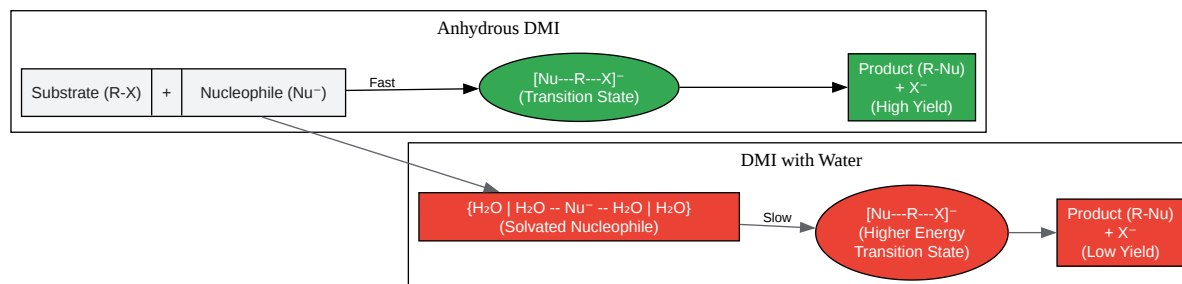 Anhydrous DMI
Substrate (R-X) + Nucleophile (Nu⁻)
Fast
[Nu---R---X]⁻
(Transition State)
Product (R-Nu)
+ X⁻
(High Yield)
DMI with Water
{H₂O | H₂O -- Nu⁻ -- H₂O | H₂O}
(Solvated Nucleophile)
Slow
[Nu---R---X]⁻
(Higher Energy
Transition State)
Product (R-Nu)
+ X⁻
(Low Yield)